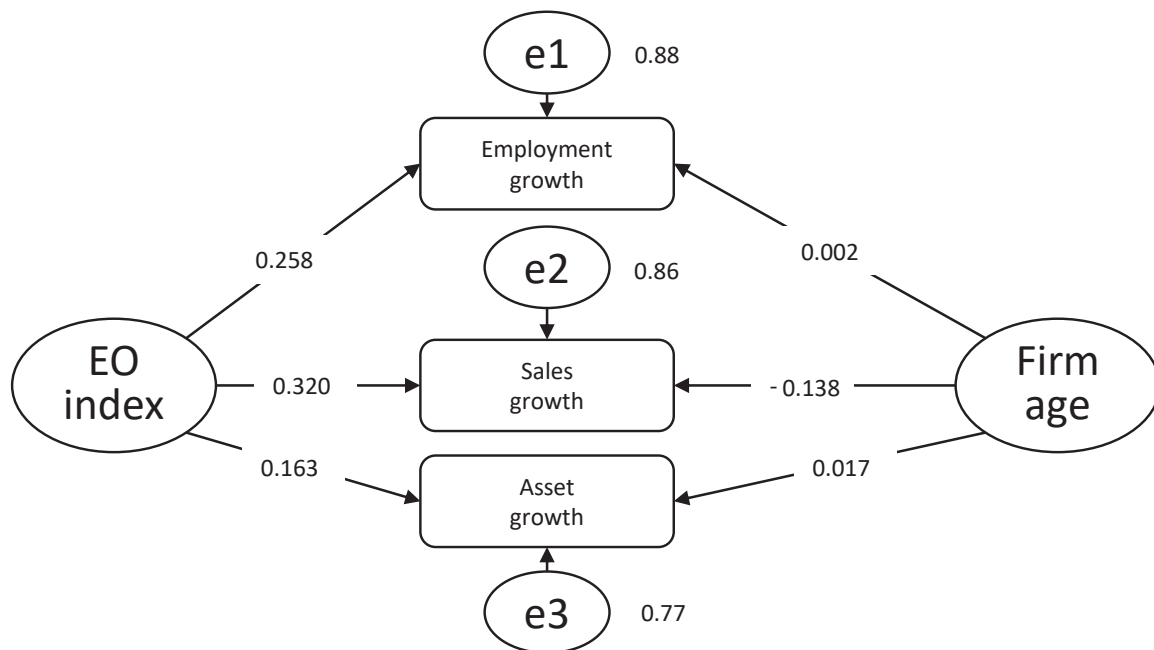 e1
0.88
Employment
growth
0.258
0.002
e2
0.86
EO
index
0.320
Sales
growth
- 0.138
Firm
age
0.163
0.017
Asset
growth
e3
0.77